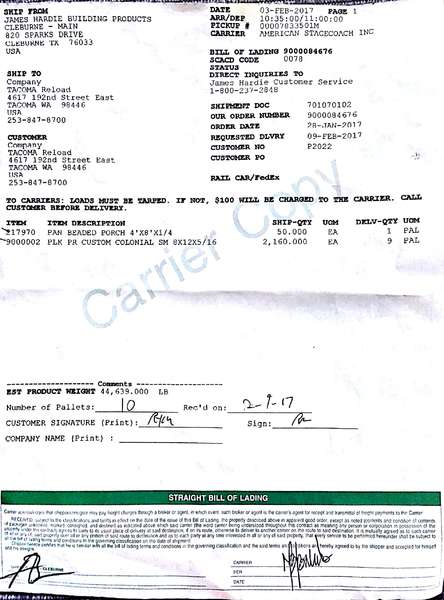 SHIP FROM
JAMES HARDIE BUILDING PRODUCTS
CLEBURNE - MAIN
820 SPARKS DRIVE
CLEBURNE TX 76033
USA
DATE 03-FEB-2017 PAGE 1
ARR/DEP 10:35:00/11:00:00
PICKUP # 00007833501M
CARRIER AMERICAN STAGECOACH INC
BILL OF LADING 9000084676
SCAC CODE 0078
STATUS
DIRECT INQUIRIES TO
James Hardie Customer Service
1-800-237-2848
SHIP TO
Company
TACOMA Reload
4617 192nd Street East
TACOMA WA 98446
USA
253-847-8700
SHIPMENT DOC 701070102
OUR ORDER NUMBER 9000084676
ORDER DATE 28-JAN-2017
REQUESTED DLVRY 09-FEB-2017
CUSTOMER NO P2022
CUSTOMER PO
RAIL CAR/FedEx
CUSTOMER
Company
TACOMA Reload
4617 192nd Street East
TACOMA WA 98446
USA
253-847-8700
TO CARRIERS: LOADS MUST BE TARPED. IF NOT, $100 WILL BE CHARGED TO THE CARRIER. CALL
CUSTOMER BEFORE DELIVERY.
ITEM ITEM DESCRIPTION SHIP-QTY UOM DELV-QTY UOM
217970 PAN BEADED PORCH 4'X8'X1/4 50.000 EA 1 PAL
9000002 PLK PR CUSTOM COLONIAL SM 8X12X5/16 2,160.000 EA 9 PAL
Carrier Copy
Comments
EST PRODUCT WEIGHT 44,639.000 LB
Number of Pallets: 10 Rec'd on: 2-9-17
CUSTOMER SIGNATURE (Print): Sign:
COMPANY NAME (Print) :
STRAIGHT BILL OF LADING
CLEBURNE
CARRIER
PER
DATE